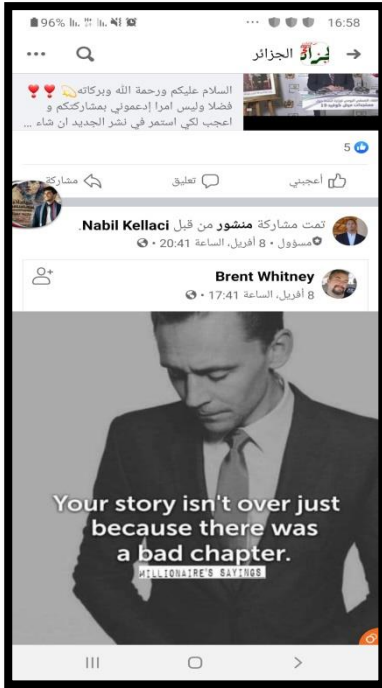 96% 16:58
الجزائر
السلام عليكم ورحمة الله وبركاته
فضلا وليس امرا إدعموني بمشاركتكم و
اعجب لكي استمر في نشر الجديد ان شاء ...
5
أعجبني تعليق مشاركة
تمت مشاركة منشور من قبل Nabil Kellaci.
مسؤول · 8 أفريل، الساعة 20:41 ·
Brent Whitney
8 أفريل، الساعة 17:41 ·
Your story isn't over just
because there was
a bad chapter.
MILLIONAIRE'S SAYINGS